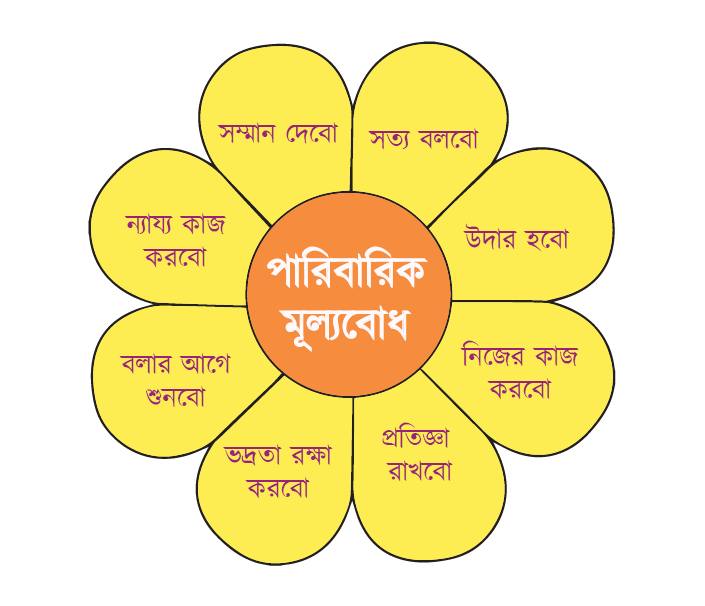 পারিবারিক
মূল্যবোধ
সম্মান দেবো
সত্য বলবো
উদার হবো
নিজের কাজ
করবো
প্রতিজ্ঞা
রাখবো
ভদ্রতা রক্ষা
করবো
বলার আগে
শুনবো
ন্যায্য কাজ
করবো